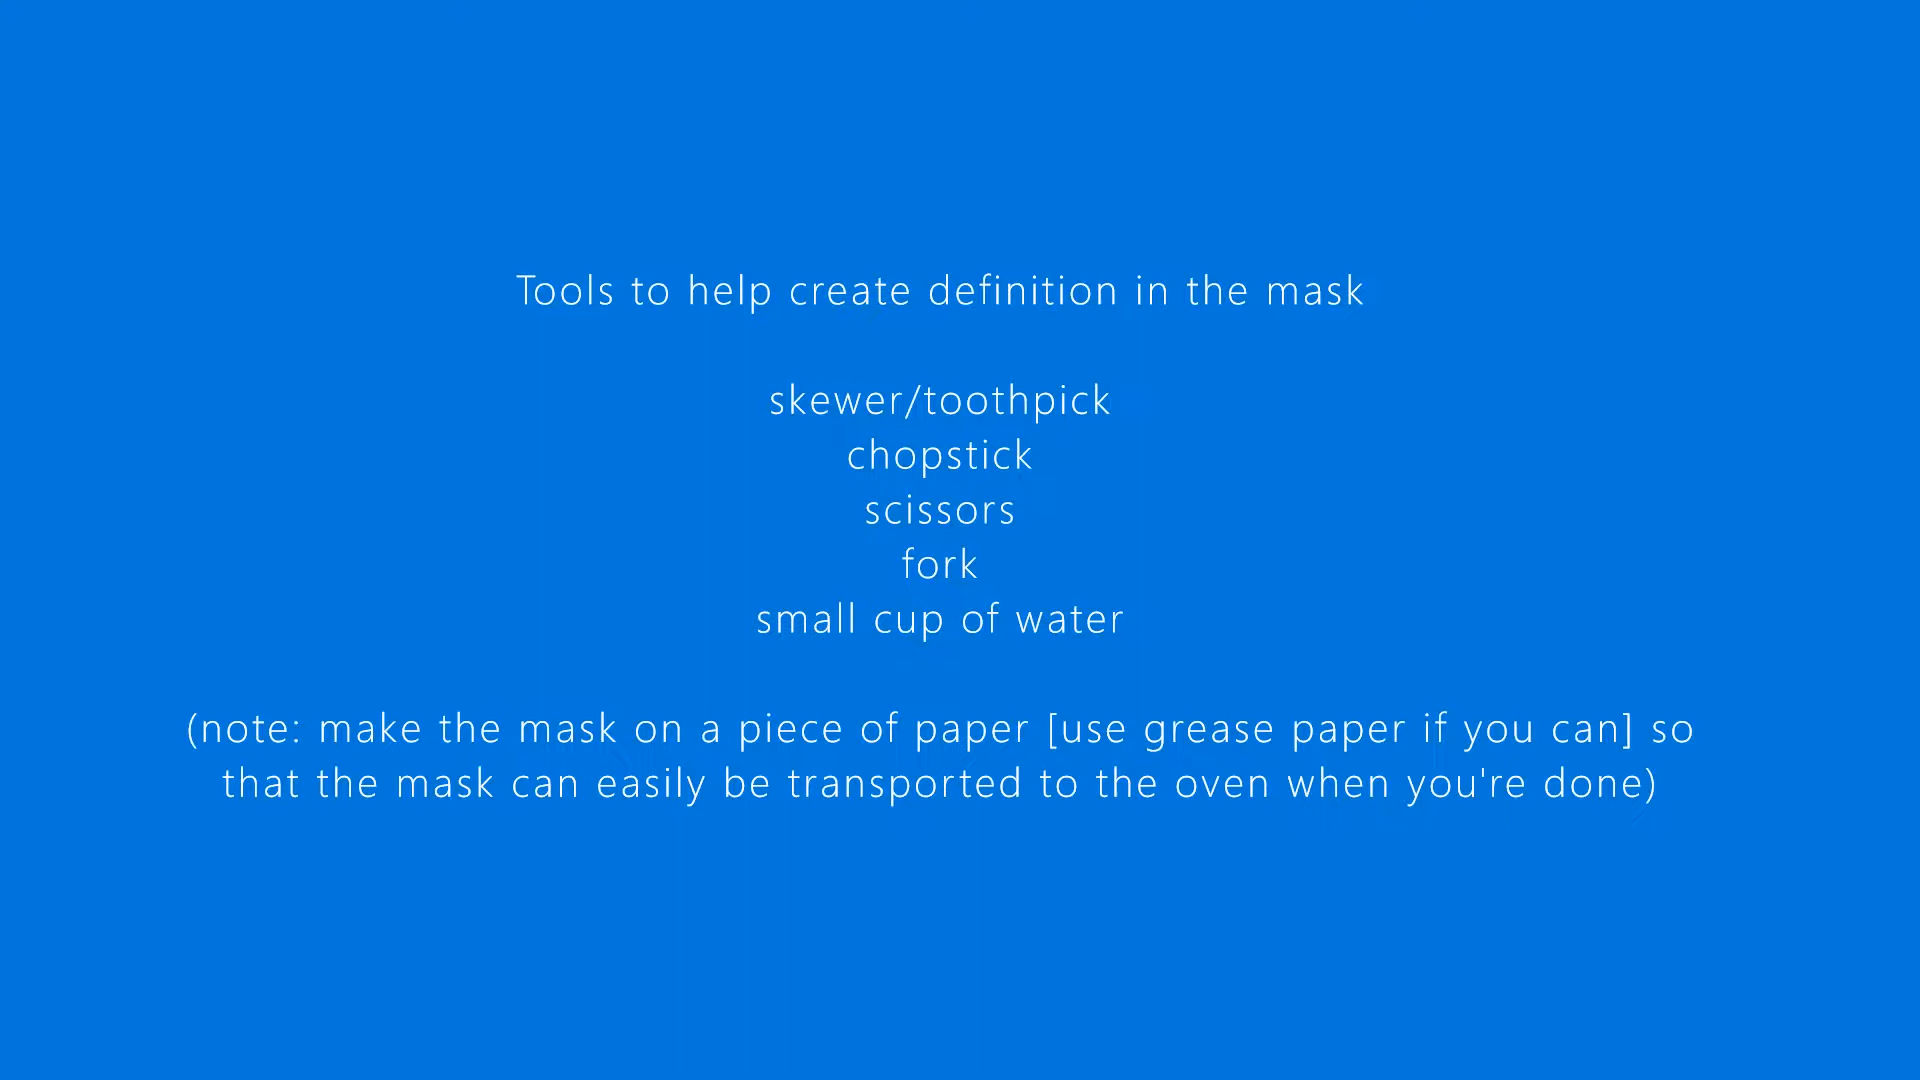 Tools to help create definition in the mask
skewer/toothpick
chopstick
scissors
fork
small cup of water
(note: make the mask on a piece of paper [use grease paper if you can] so
that the mask can easily be transported to the oven when you're done)